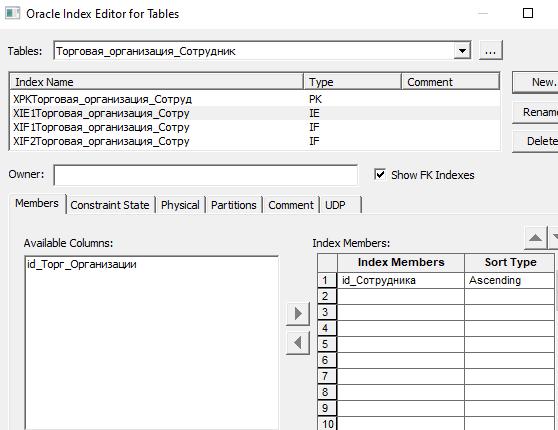 Oracle Index Editor for Tables
Tables: Торговая_организация_Сотрудник ...
Index Name Type Comment
XPKТорговая_организация_Сотруд PK
XIE1Торговая_организация_Сотру IE
XIF1Торговая_организация_Сотру IF
XIF2Торговая_организация_Сотру IF
New..
Rename
Delete
Owner: Show FK Indexes
Members Constraint State Physical Partitions Comment UDP
Available Columns: Index Members:
id_Торг_Организации
Index Members Sort Type
1 id_Сотрудника Ascending
2
3
4
5
6
7
8
9
10